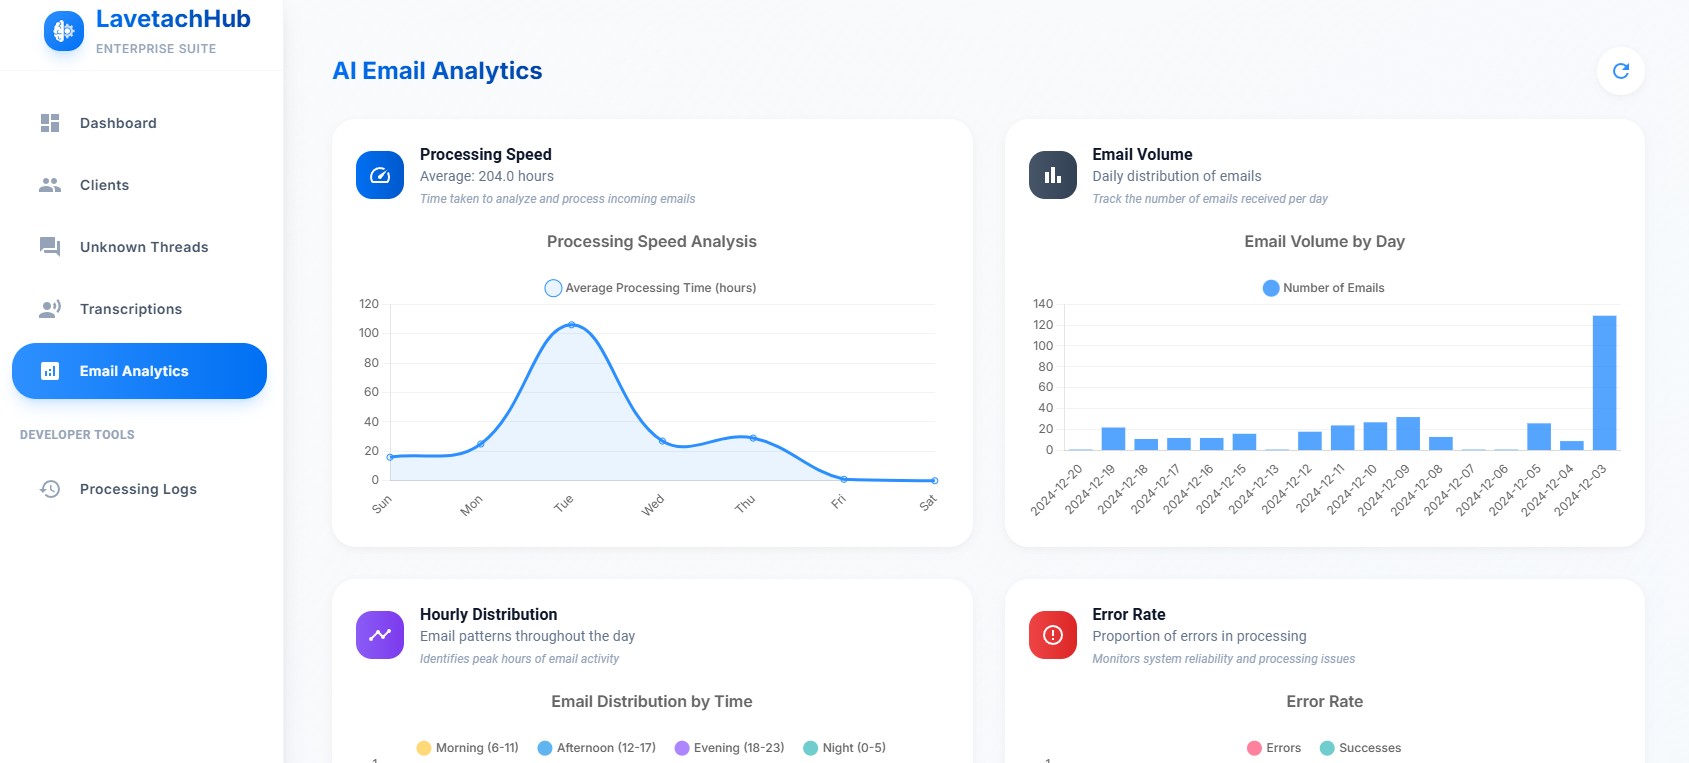 LavetachHub
ENTERPRISE SUITE
Dashboard
Clients
Unknown Threads
Transcriptions
Email Analytics
DEVELOPER TOOLS
Processing Logs
AI Email Analytics
Processing Speed
Average: 204.0 hours
Time taken to analyze and process incoming emails
Processing Speed Analysis
Average Processing Time (hours)
120
100
80
60
40
20
0
Sun Mon Tue Wed Thu Fri Sat
Email Volume
Daily distribution of emails
Track the number of emails received per day
Email Volume by Day
Number of Emails
140
120
100
80
60
40
20
0
2024-12-20 2024-12-19 2024-12-18 2024-12-17 2024-12-16 2024-12-15 2024-12-13 2024-12-12 2024-12-11 2024-12-10 2024-12-09 2024-12-08 2024-12-07 2024-12-06 2024-12-05 2024-12-04 2024-12-03
Hourly Distribution
Email patterns throughout the day
Identifies peak hours of email activity
Email Distribution by Time
Morning (6-11) Afternoon (12-17) Evening (18-23) Night (0-5)
1
Error Rate
Proportion of errors in processing
Monitors system reliability and processing issues
Error Rate
Errors Successes
1